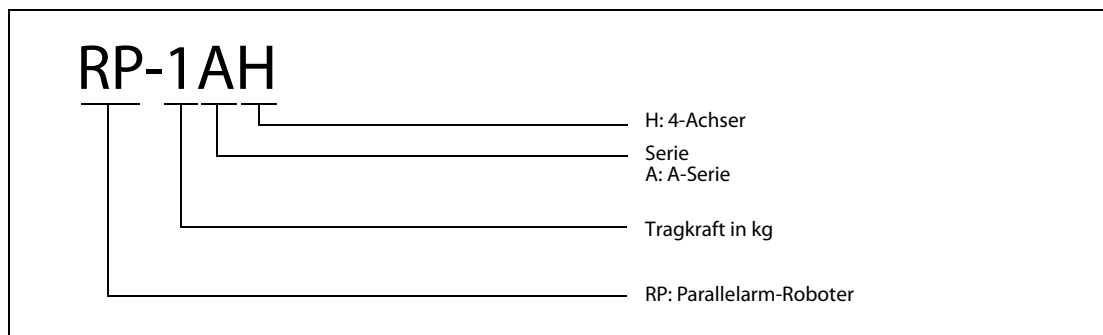 RP-1AH
H: 4-Achser
Serie
A: A-Serie
Tragkraft in kg
RP: Parallelarm-Roboter